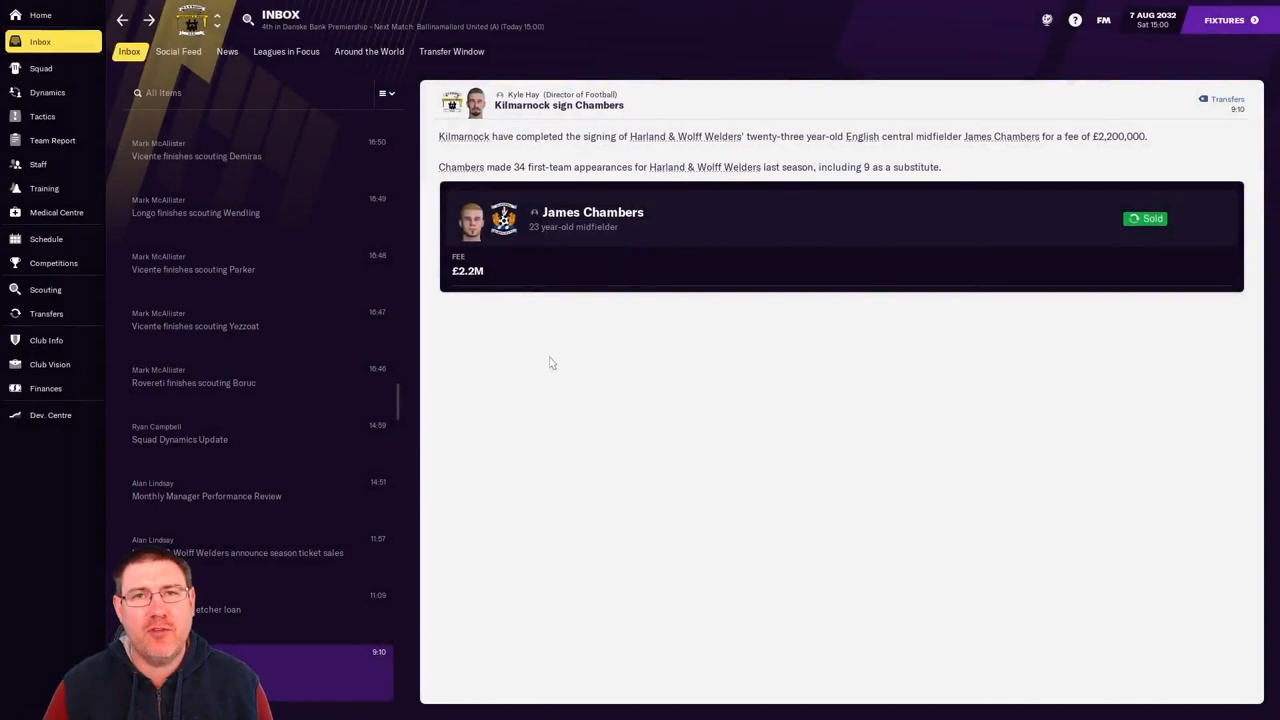 Home
Inbox
Squad
Dynamics
Tactics
Team Report
Staff
Training
Medical Centre
Schedule
Competitions
Scouting
Transfers
Club Info
Club Vision
Finances
Dev. Centre
INBOX
4th in Danske Bank Premiership - Next Match: Ballinamallard United (A) (Today 15:00)
FM
7 AUG 2032
Sat 15:00
FIXTURES
Inbox
Social Feed
News
Leagues in Focus
Around the World
Transfer Window
All Items
Mark McAllister 16:50
Vicente finishes scouting Demiras
Mark McAllister 16:49
Longo finishes scouting Wendling
Mark McAllister 16:48
Vicente finishes scouting Parker
Mark McAllister 16:47
Vicente finishes scouting Yezzoat
Mark McAllister 16:46
Rovereti finishes scouting Boruc
Ryan Campbell 14:59
Squad Dynamics Update
Alan Lindsay 14:51
Monthly Manager Performance Review
Alan Lindsay 11:57
Wolff Welders announce season ticket sales
11:09
etcher loan
9:10
Kyle Hay (Director of Football)
Kilmarnock sign Chambers
Transfers
9:10
Kilmarnock have completed the signing of Harland & Wolff Welders' twenty-three year-old English central midfielder James Chambers for a fee of £2,200,000.
Chambers made 34 first-team appearances for Harland & Wolff Welders last season, including 9 as a substitute.
James Chambers
23 year-old midfielder
Sold
FEE
£2.2M